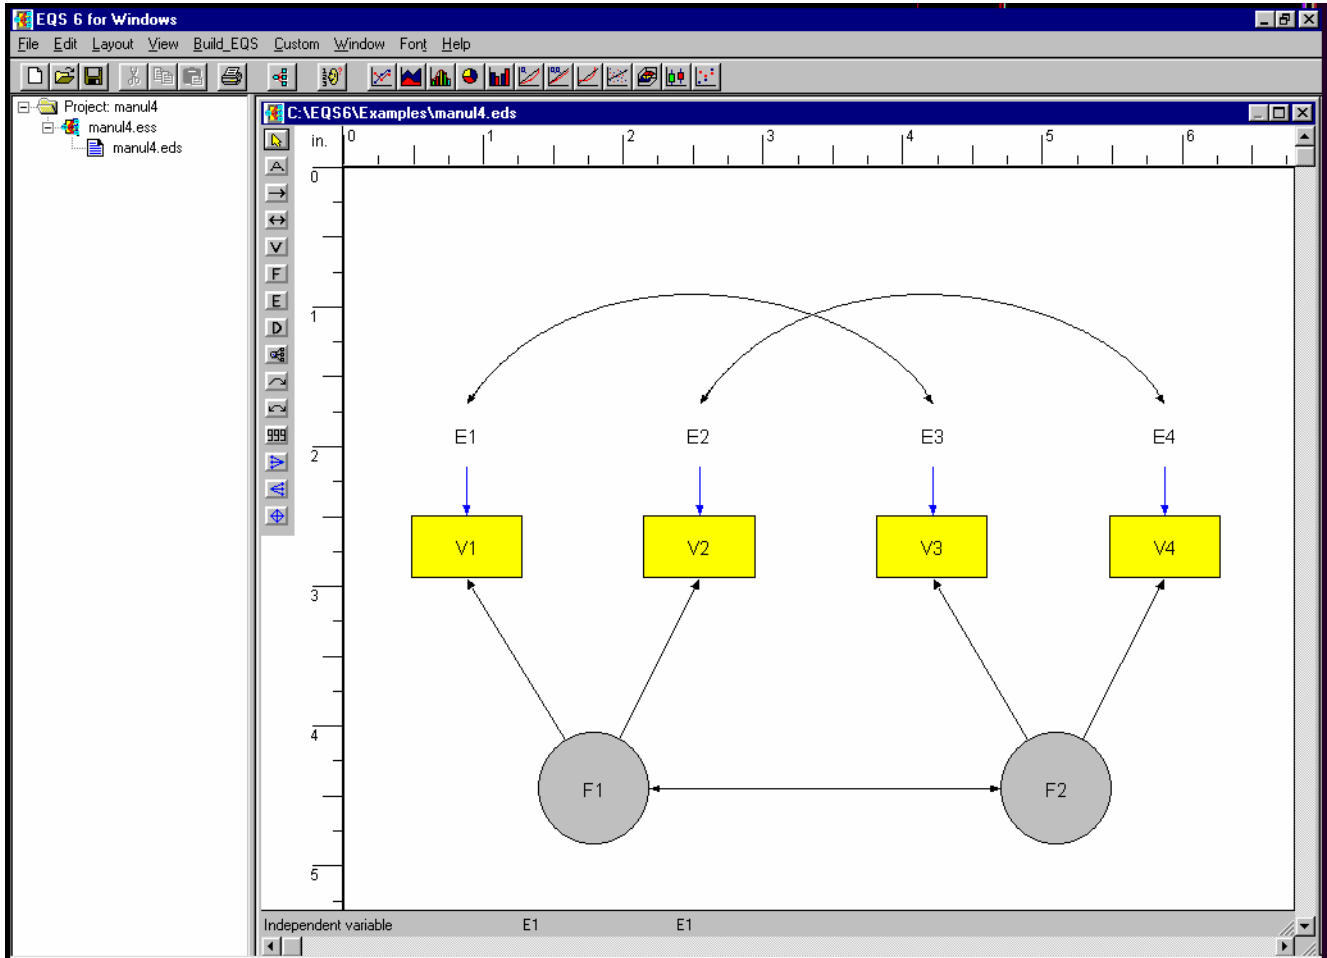 EQS 6 for Windows
File Edit Layout View Build_EQS Custom Window Font Help
Project: manul4
manul4.ess
manul4.eds
C:\EQS6\Examples\manul4.eds
in. 0 1 2 3 4 5 6
A
V
F
E
D
999
0
1
2
3
4
5
E1 E2 E3 E4
V1 V2 V3 V4
F1 F2
Independent variable E1 E1